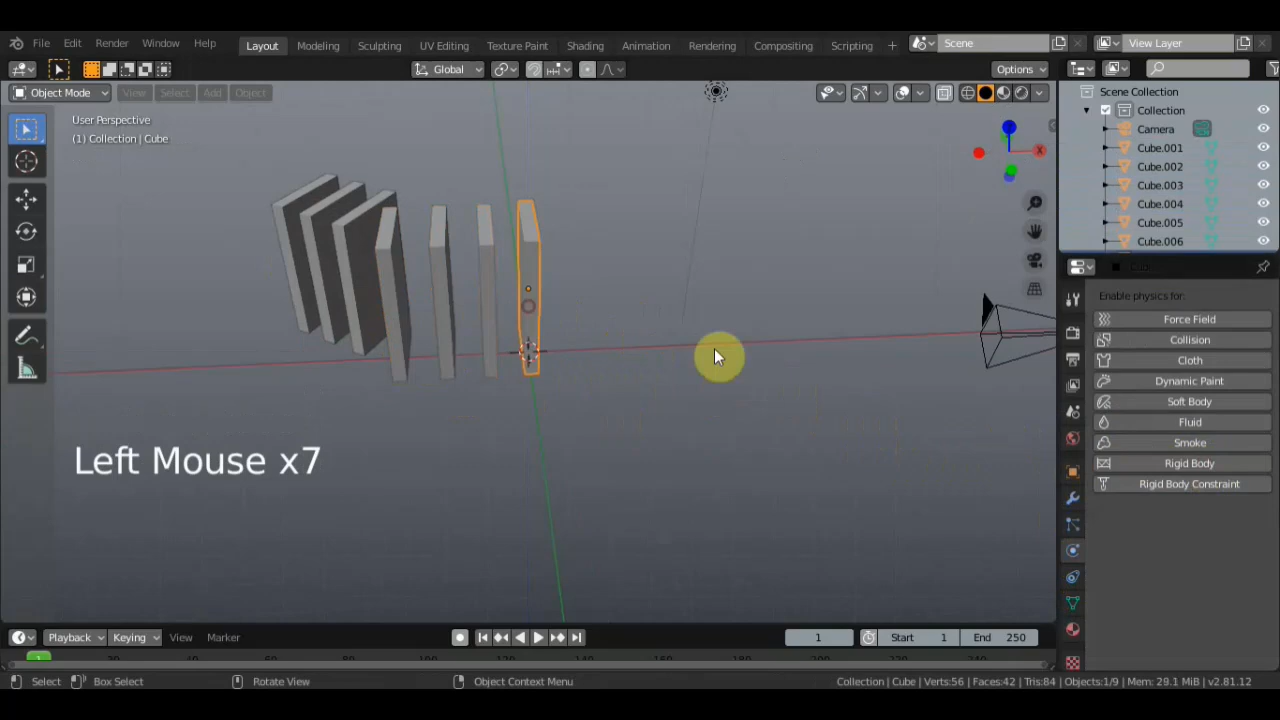 File Edit Render Window Help Layout Modeling Sculpting UV Editing Texture Paint Shading Animation Rendering Compositing Scripting + Scene View Layer
Global Options
Object Mode View Select Add Object
User Perspective
(1) Collection | Cube
X
Scene Collection
Collection
Camera
Cube.001
Cube.002
Cube.003
Cube.004
Cube.005
Cube.006
Enable physics for:
Force Field
Collision
Cloth
Dynamic Paint
Soft Body
Fluid
Smoke
Rigid Body
Rigid Body Constraint
Left Mouse x7
Playback Keying View Marker 1 Start 1 End 250
1
Select Box Select Rotate View Object Context Menu Collection | Cube | Verts:56 | Faces:42 | Tris:84 | Objects:1/9 | Mem: 29.1 MiB | v2.81.12